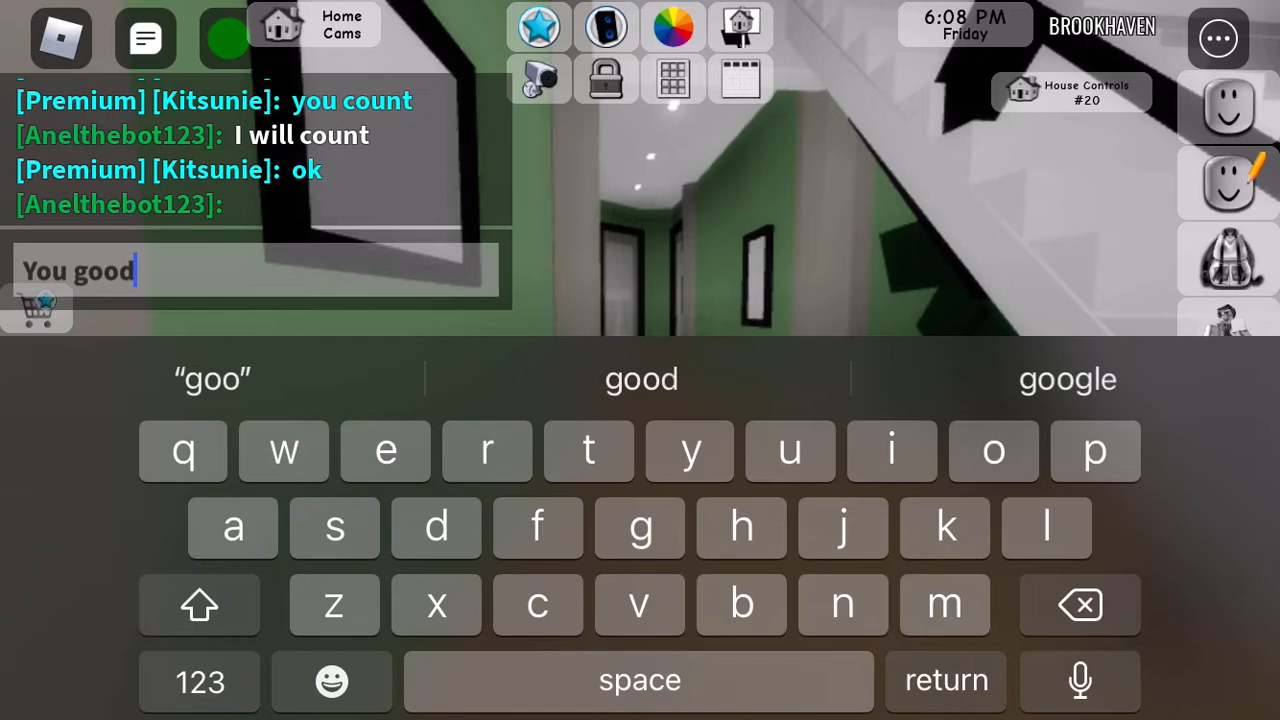 Home
Cams
6:08 PM
Friday
BROOKHAVEN
House Controls
#20
[Premium] [Kitsunie]: you count
[Anelthebot123]: I will count
[Premium] [Kitsunie]: ok
[Anelthebot123]:
You good
“goo” good google
q w e r t y u i o p
a s d f g h j k l
z x c v b n m
123 space return